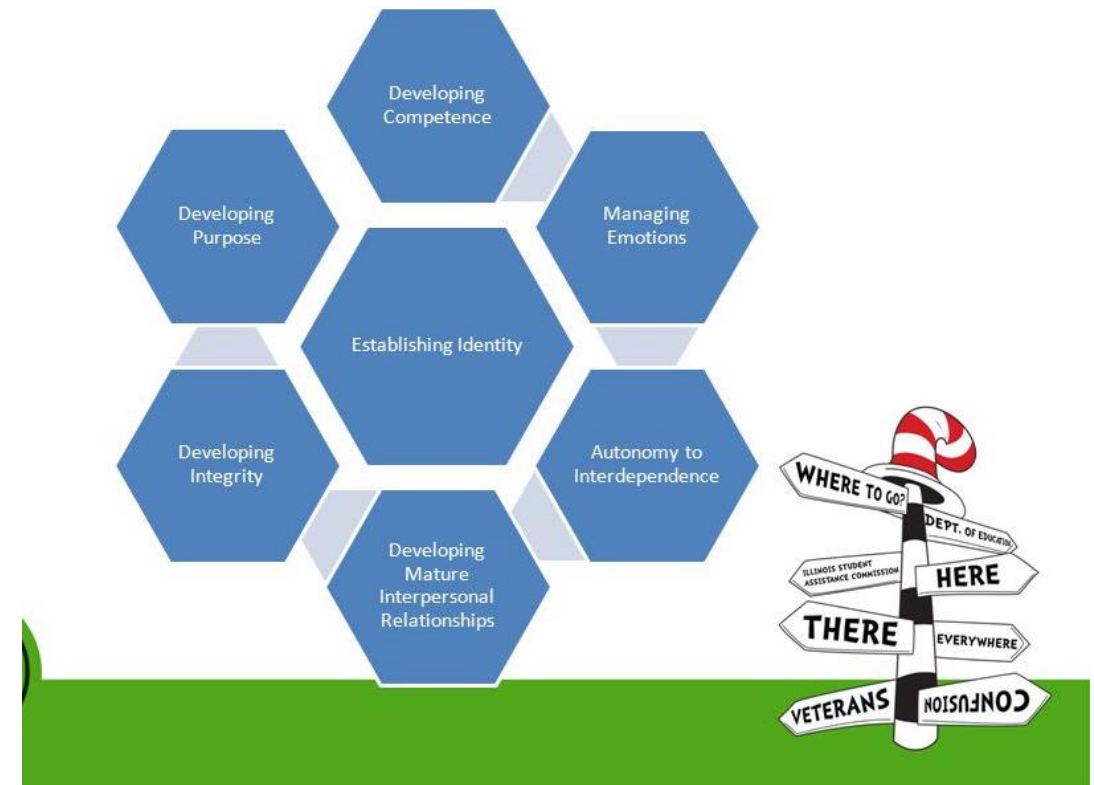 Developing
Competence
Managing
Emotions
Developing
Purpose
Establishing Identity
Autonomy to
Interdependence
Developing
Integrity
Developing
Mature
Interpersonal
Relationships
WHERE TO GO?
DEPT. OF EDUCATION
ILLINOIS STUDENT
ASSISTANCE COMMISSION
HERE
THERE
EVERYWHERE
VETERANS
CONFUSION